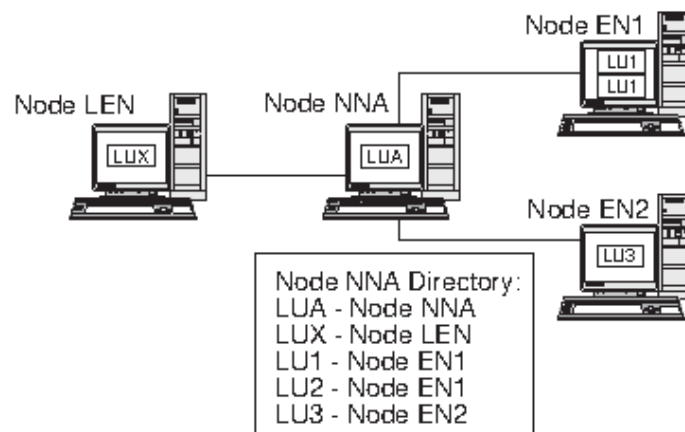 Node EN1
LU1
LU1
Node LEN
LUX
Node NNA
LUA
Node EN2
LU3
Node NNA Directory:
LUA - Node NNA
LUX - Node LEN
LU1 - Node EN1
LU2 - Node EN1
LU3 - Node EN2